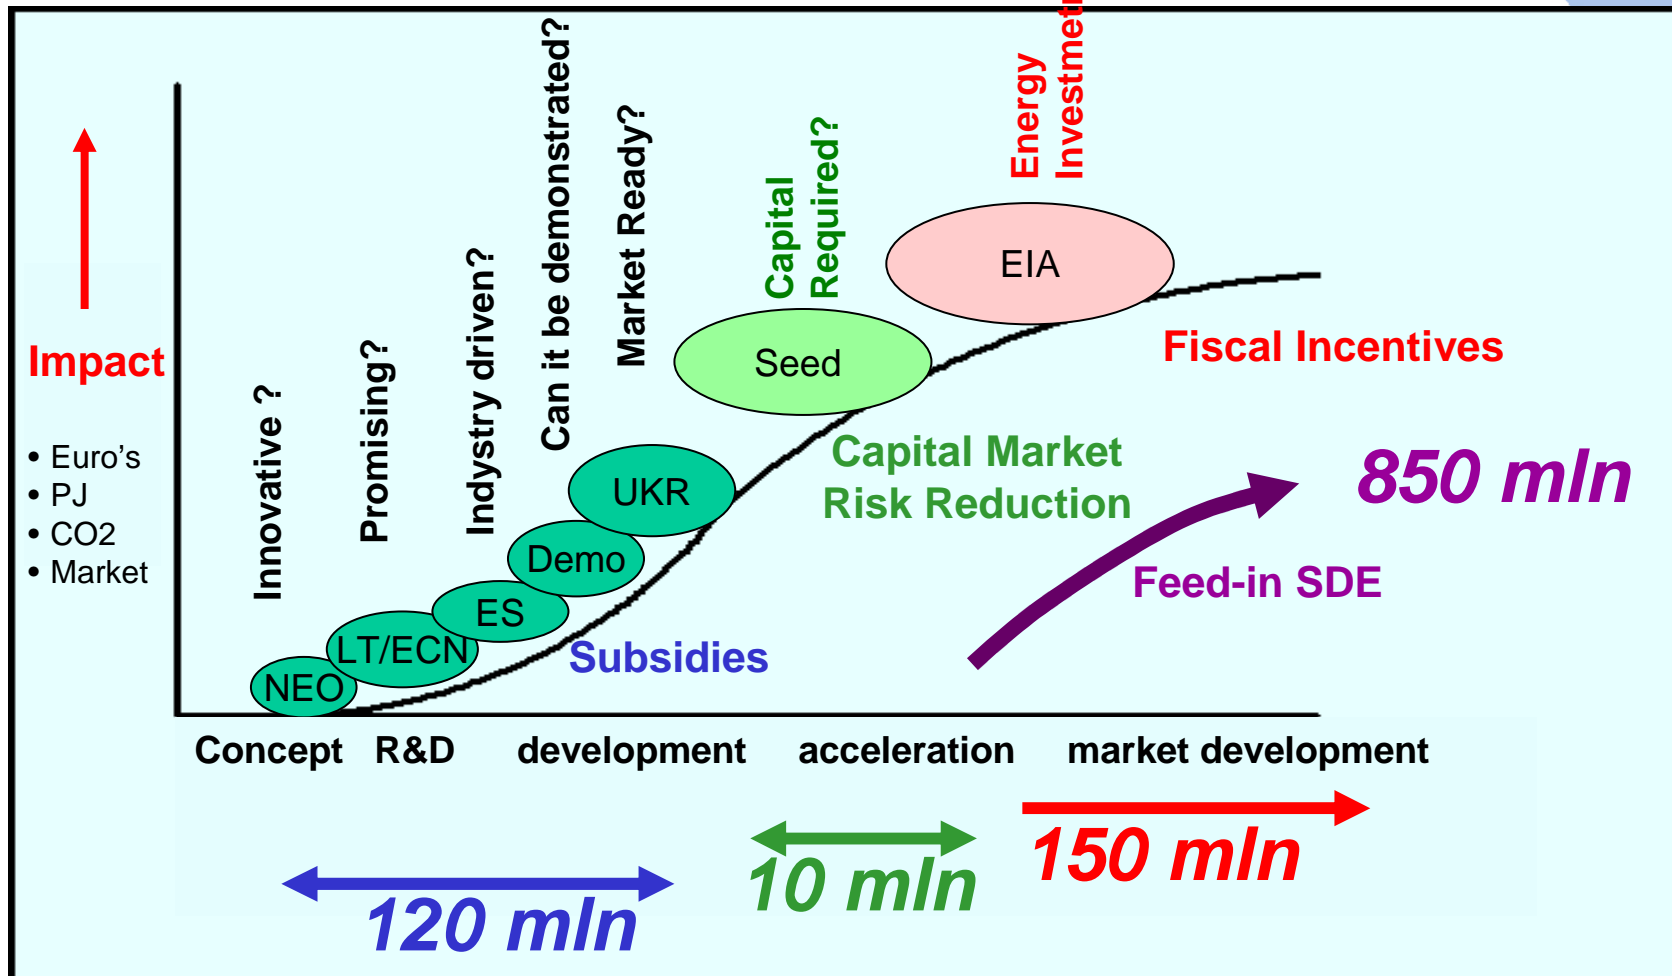 Impact
• Euro's
• PJ
• CO2
• Market
Innovative ?
Promising?
Indystry driven?
Can it be demonstrated?
Market Ready?
Capital
Required?
Energy
EIA
Seed
UKR
Demo
ES
LT/ECN
NEO
Fiscal Incentives
Capital Market
Risk Reduction
850 mln
Feed-in SDE
Subsidies
Concept R&D development acceleration market development
150 mln
10 mln
120 mln